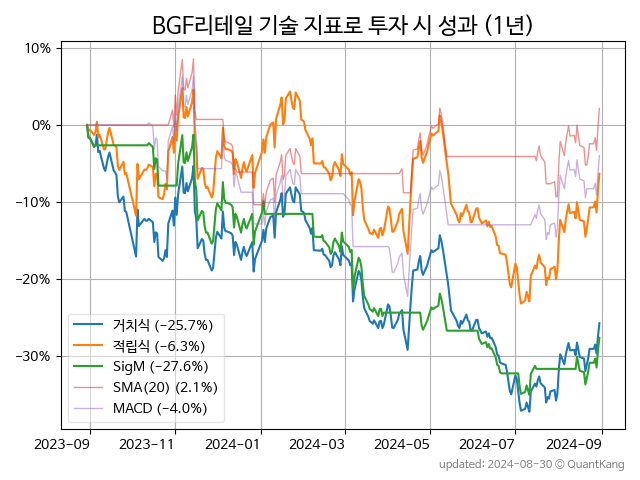 BGF리테일 기술 지표로 투자 시 성과 (1년)
10%
0%
−10%
−20%
−30%
거치식 (−25.7%)
적립식 (−6.3%)
SigM (−27.6%)
SMA(20) (2.1%)
MACD (−4.0%)
2023-09 2023-11 2024-01 2024-03 2024-05 2024-07 2024-09
updated: 2024-08-30 © QuantKang